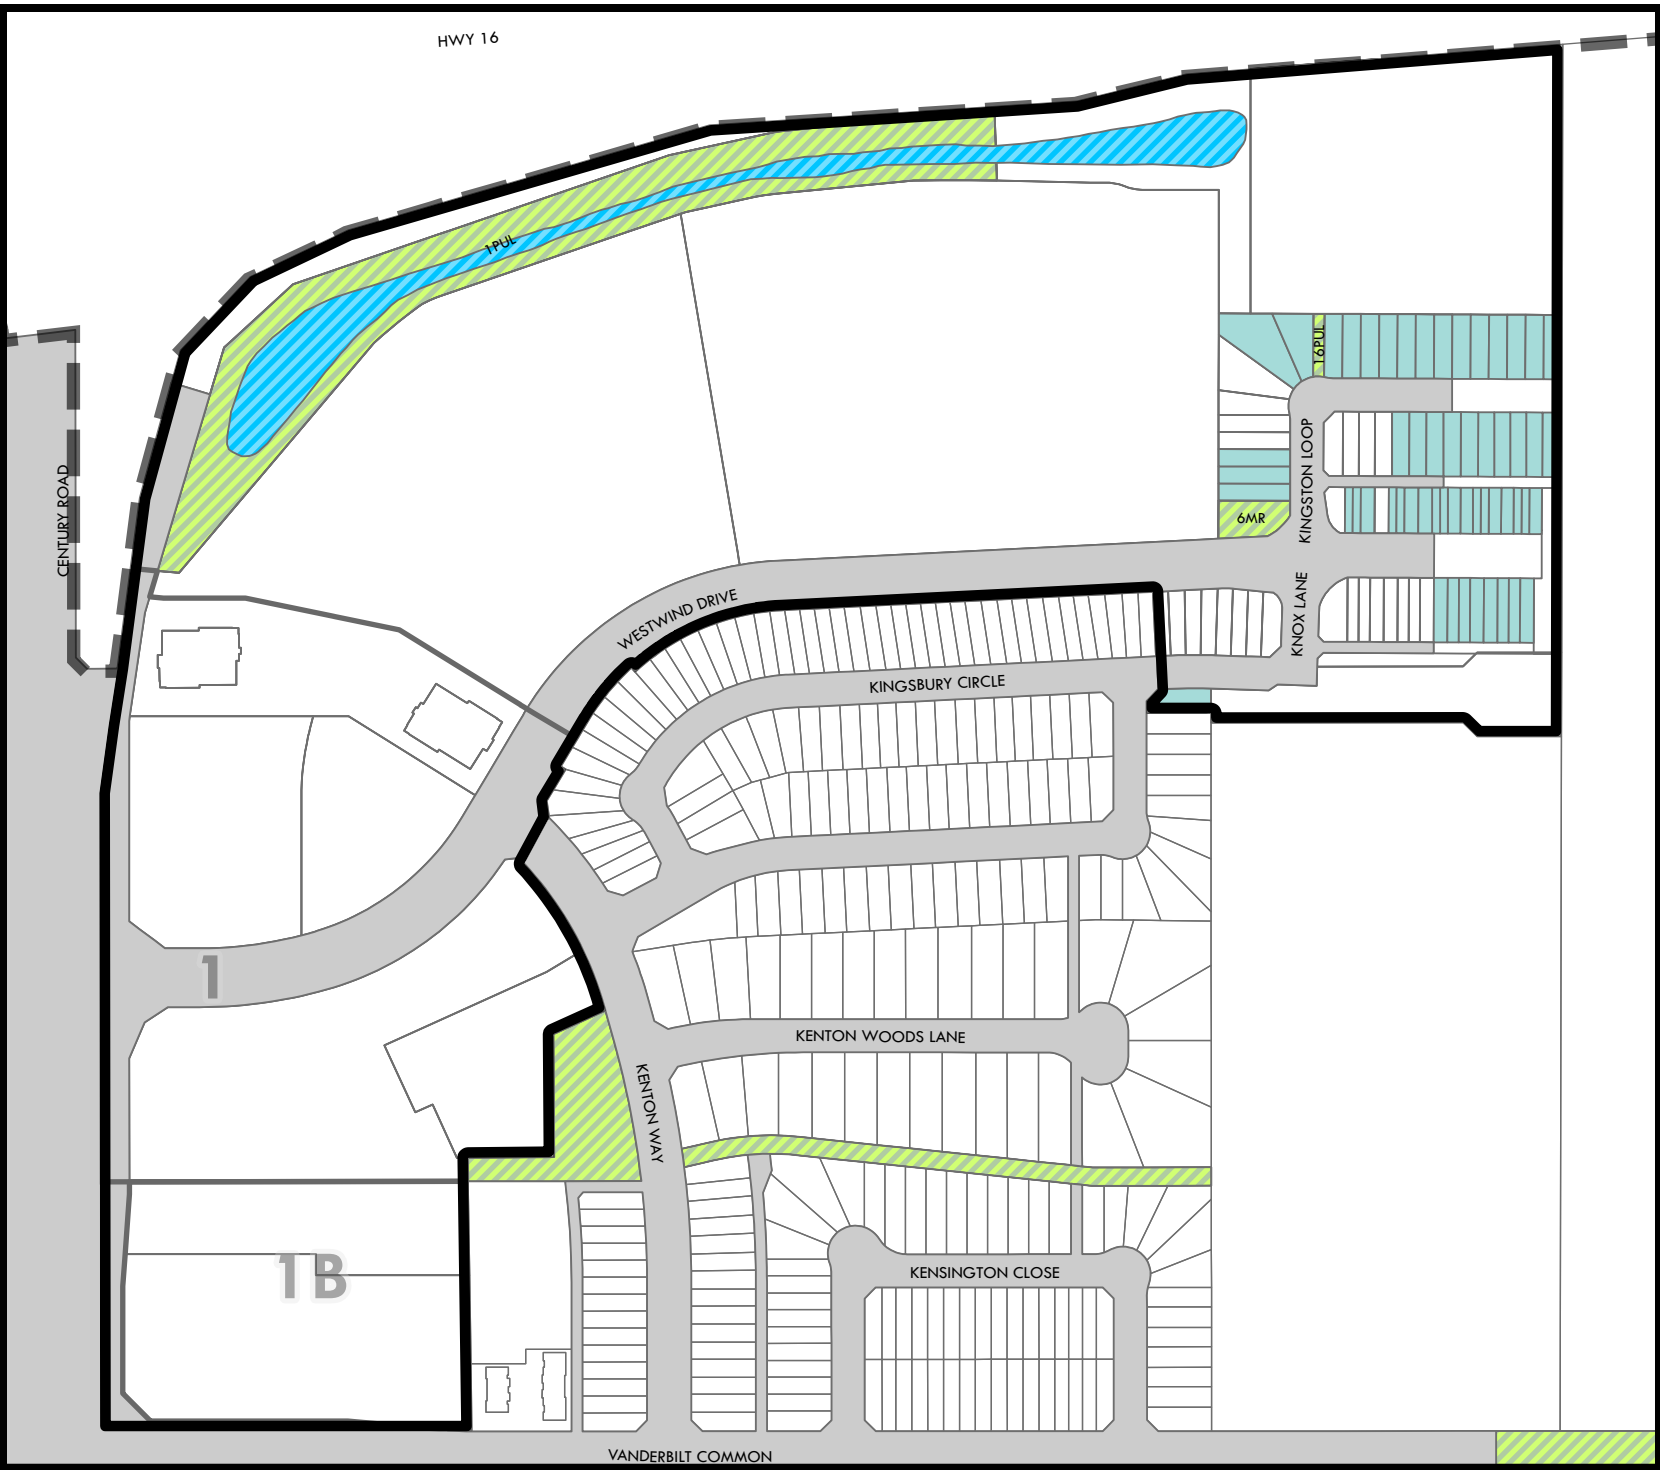 HWY 16
1PUL
16PUL
KINGSTON LOOP
CENTURY ROAD
6MR
WESTWIND DRIVE
KNOX LANE
KINGSBURY CIRCLE
1
KENTON WOODS LANE
KENTON WAY
1B
KENSINGTON CLOSE
VANDERBILT COMMON